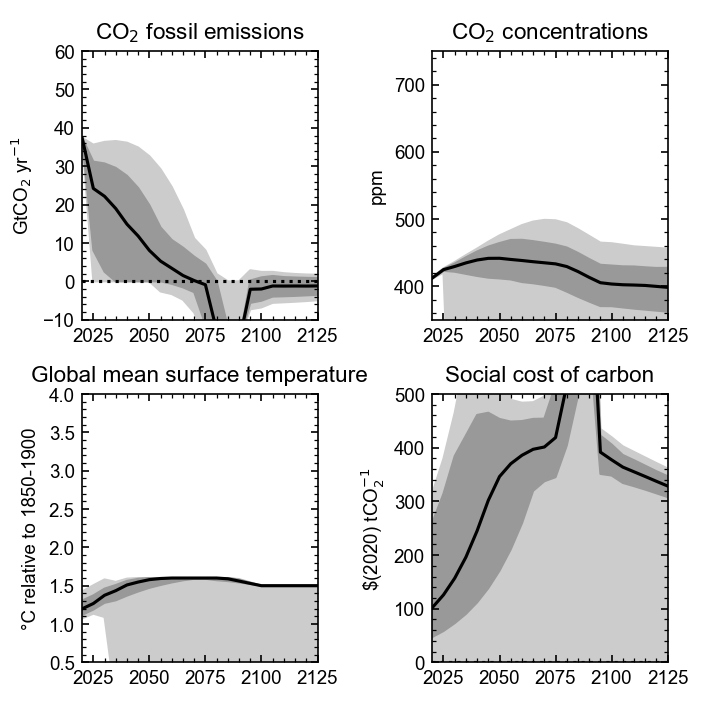 CO₂ fossil emissions
GtCO₂ yr⁻¹
60
50
40
30
20
10
0
−10
2025 2050 2075 2100 2125
CO₂ concentrations
ppm
700
600
500
400
2025 2050 2075 2100 2125
Global mean surface temperature
°C relative to 1850-1900
4.0
3.5
3.0
2.5
2.0
1.5
1.0
0.5
2025 2050 2075 2100 2125
Social cost of carbon
$(2020) tCO₂⁻¹
500
400
300
200
100
0
2025 2050 2075 2100 2125